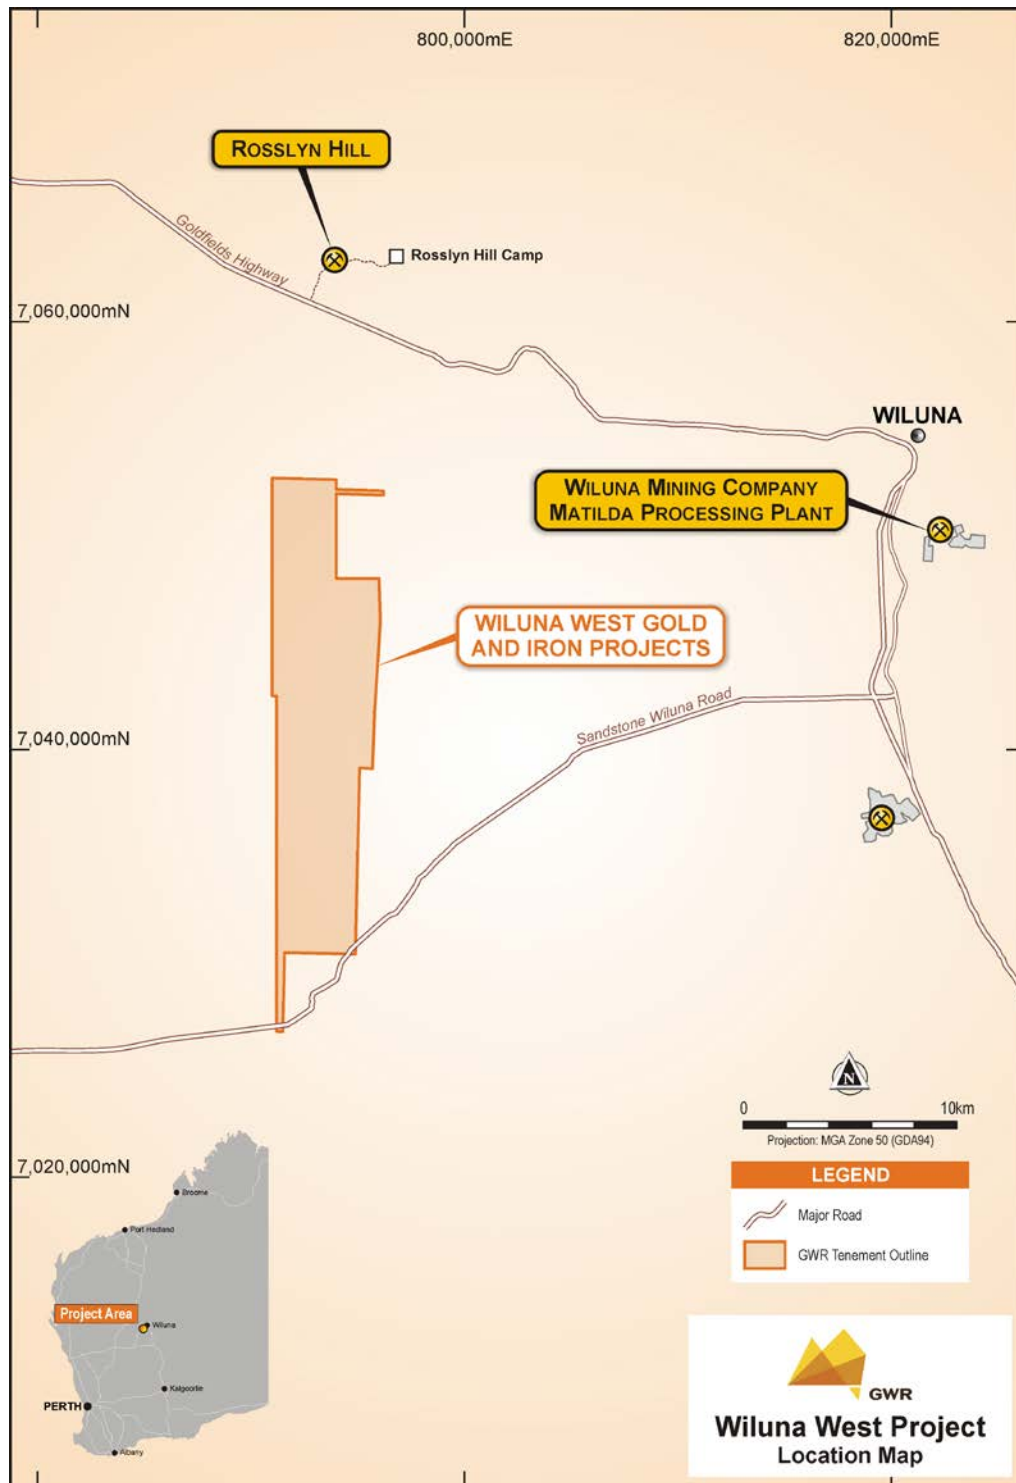 800,000mE
820,000mE
ROSSLYN HILL
Goldfields Highway
Rosslyn Hill Camp
7,060,000mN
WILUNA
WILUNA MINING COMPANY
MATILDA PROCESSING PLANT
WILUNA WEST GOLD
AND IRON PROJECTS
Sandstone Wiluna Road
7,040,000mN
N
0 10km
Projection: MGA Zone 50 (GDA94)
7,020,000mN
LEGEND
Major Road
GWR Tenement Outline
Broome
Port Hedland
Project Area
Wiluna
Kalgoorlie
PERTH
Albany
GWR
Wiluna West Project
Location Map